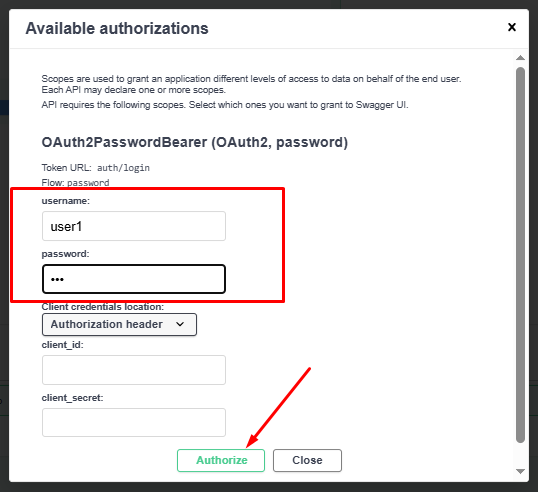 Available authorizations
Scopes are used to grant an application different levels of access to data on behalf of the end user.
Each API may declare one or more scopes.
API requires the following scopes. Select which ones you want to grant to Swagger UI.
OAuth2PasswordBearer (OAuth2, password)
Token URL: auth/login
Flow: password
username:
user1
password:
•••
Client credentials location:
Authorization header
client_id:
client_secret:
Authorize Close